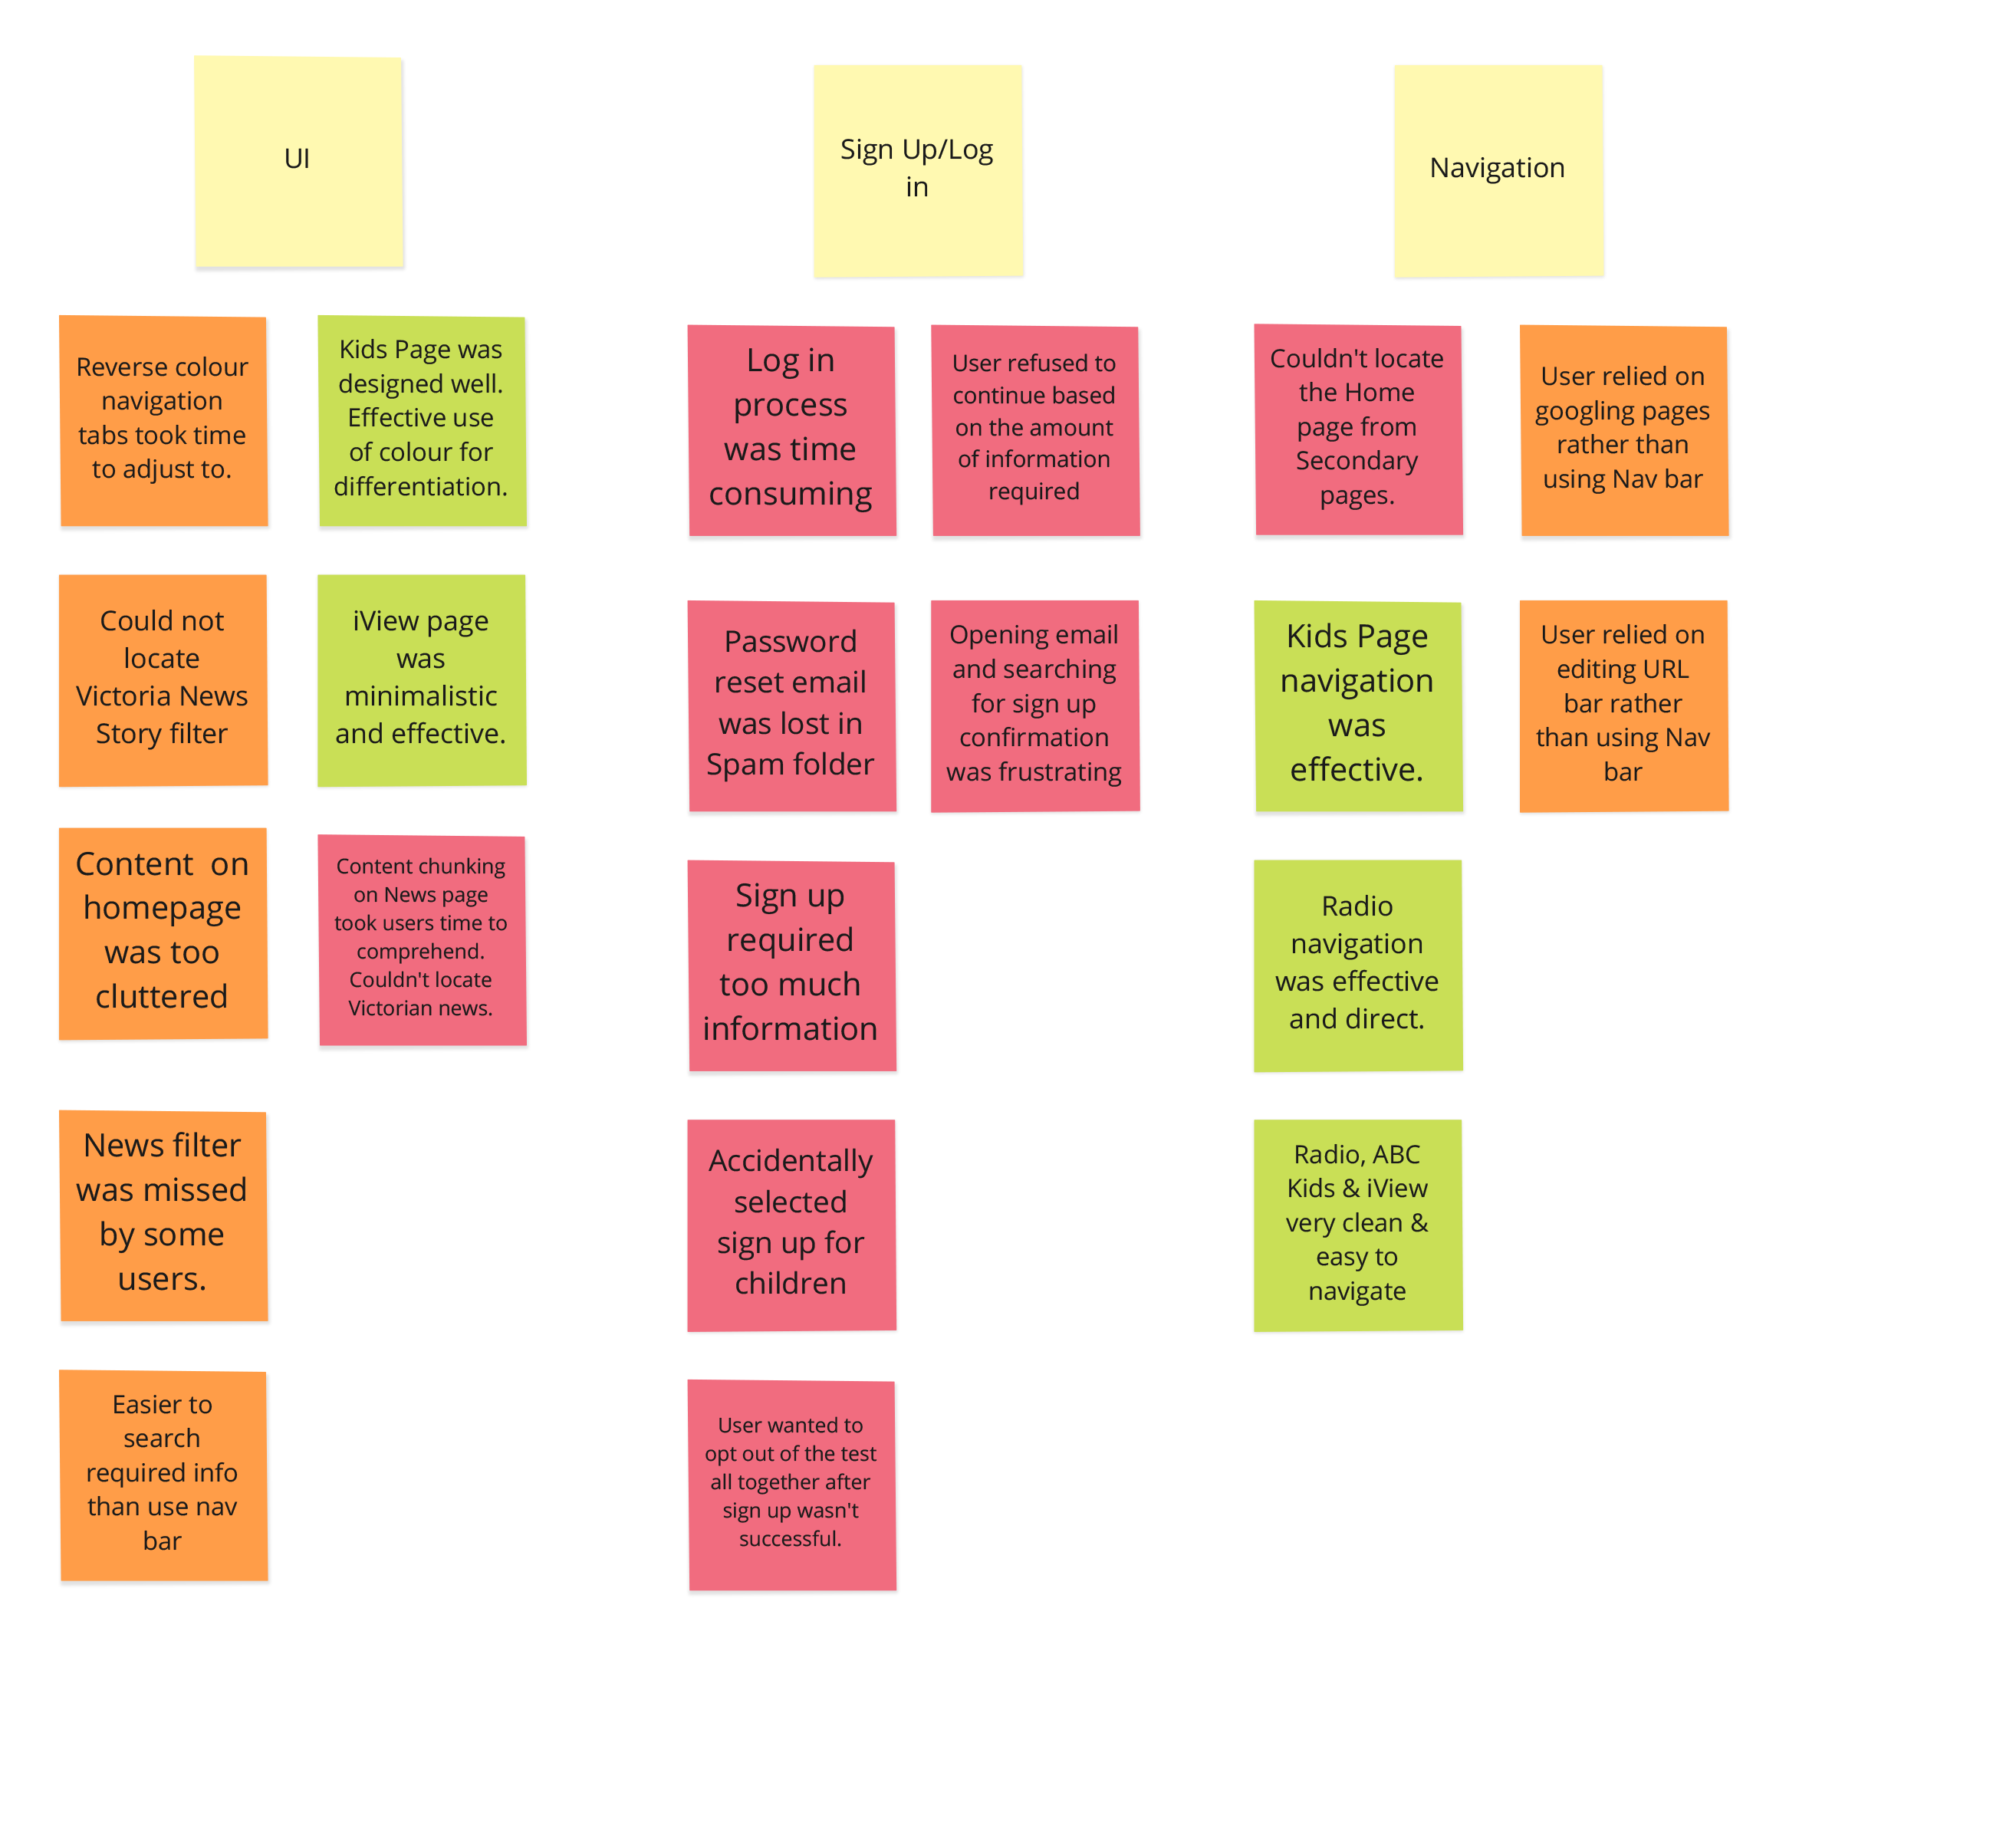 UI
Sign Up/Log
in
Navigation
Reverse colour
navigation
tabs took time
to adjust to.
Kids Page was
designed well.
Effective use
of colour for
differentiation.
Could not
locate
Victoria News
Story filter
iView page
was
minimalistic
and effective.
Content  on
homepage
was too
cluttered
Content chunking
on News page
took users time to
comprehend.
Couldn't locate
Victorian news.
News filter
was missed
by some
users.
Easier to
search
required info
than use nav
bar
Log in
process
was time
consuming
User refused to
continue based
on the amount
of information
required
Password
reset email
was lost in
Spam folder
Opening email
and searching
for sign up
confirmation
was frustrating
Sign up
required
too much
information
Accidentally
selected
sign up for
children
User wanted to
opt out of the test
all together after
sign up wasn't
successful.
Couldn't locate
the Home
page from
Secondary
pages.
User relied on
googling pages
rather than
using Nav bar
Kids Page
navigation
was
effective.
User relied on
editing URL
bar rather
than using Nav
bar
Radio
navigation
was effective
and direct.
Radio, ABC
Kids & iView
very clean &
easy to
navigate